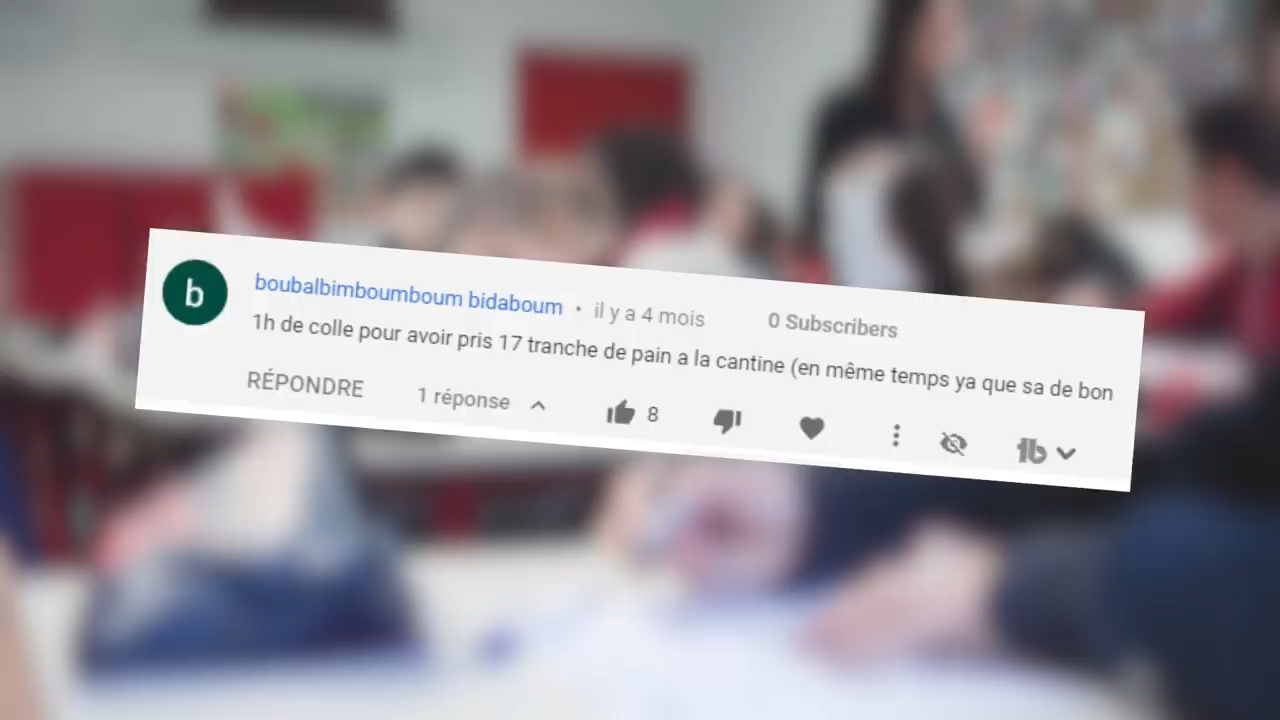 b
boubalbimboumboum bidaboum • il y a 4 mois 0 Subscribers
1h de colle pour avoir pris 17 tranche de pain a la cantine (en même temps ya que sa de bon
RÉPONDRE 1 réponse 8